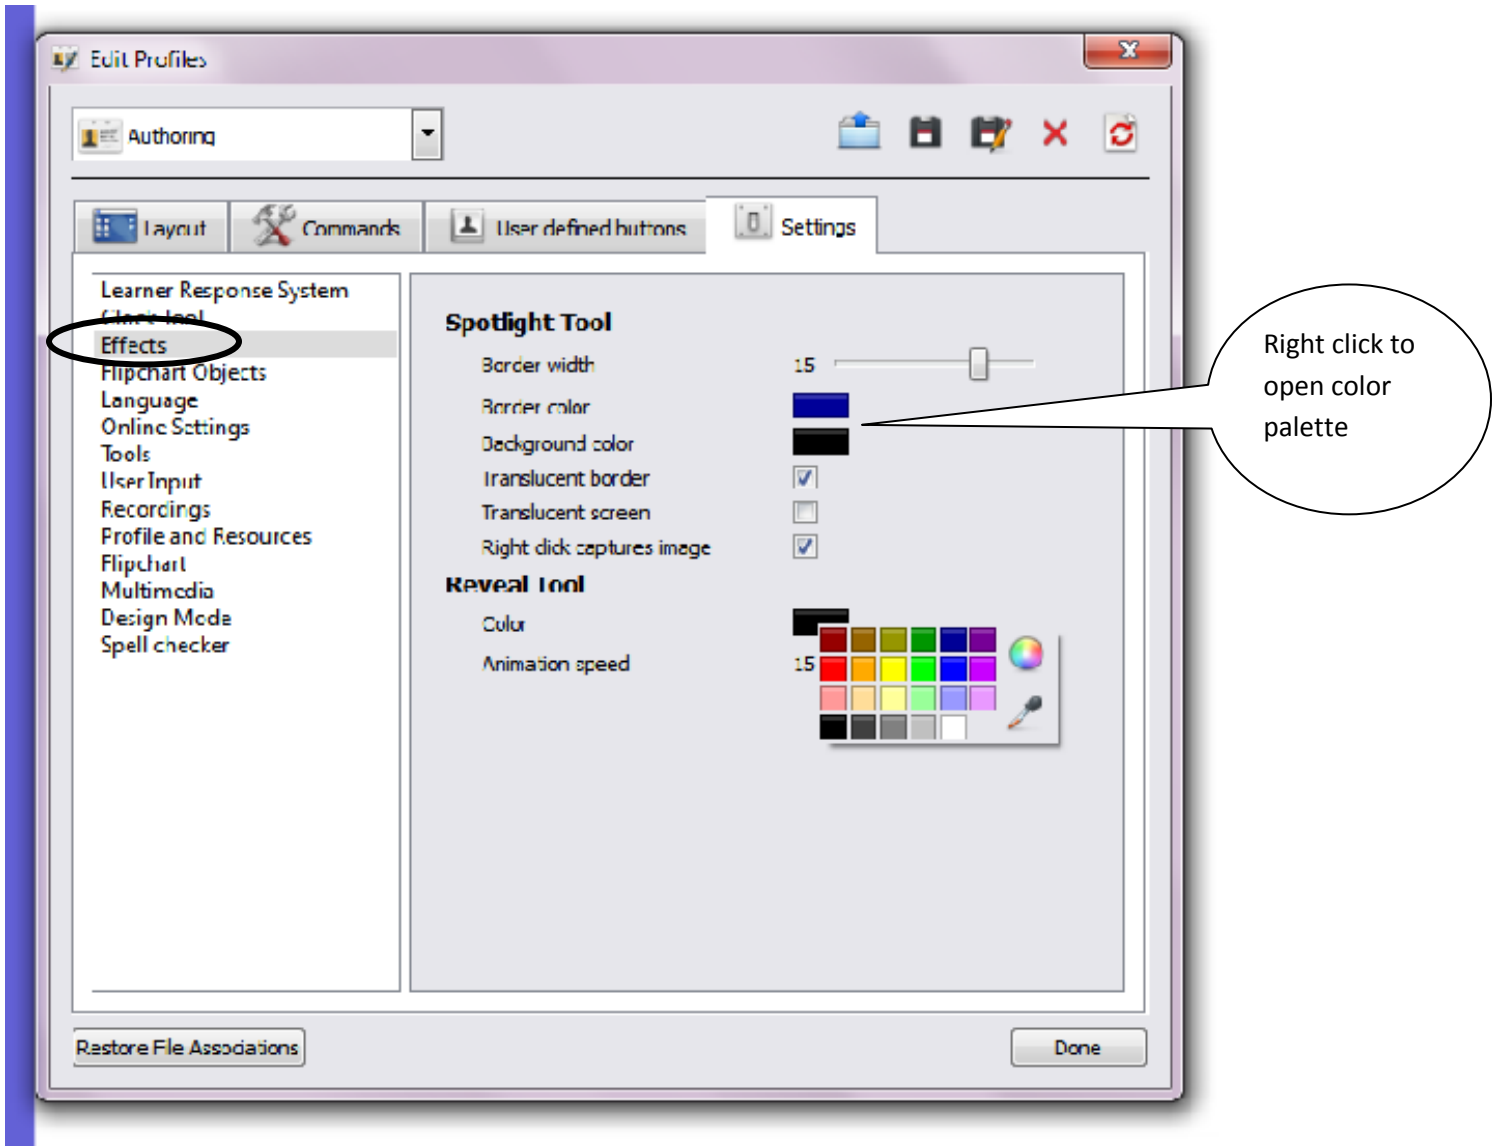 Edit Profiles
Authoring
Layout
Commands
User defined buttons
Settings
Learner Response System
Clock Tool
Effects
Flipchart Objects
Language
Online Settings
Tools
User Input
Recordings
Profile and Resources
Flipchart
Multimedia
Design Mode
Spell checker
Spotlight Tool
Border width 15
Border color
Background color
Translucent border
Translucent screen
Right click captures image
Reveal Tool
Color
Animation speed 15
Right click to
open color
palette
Restore File Associations
Done